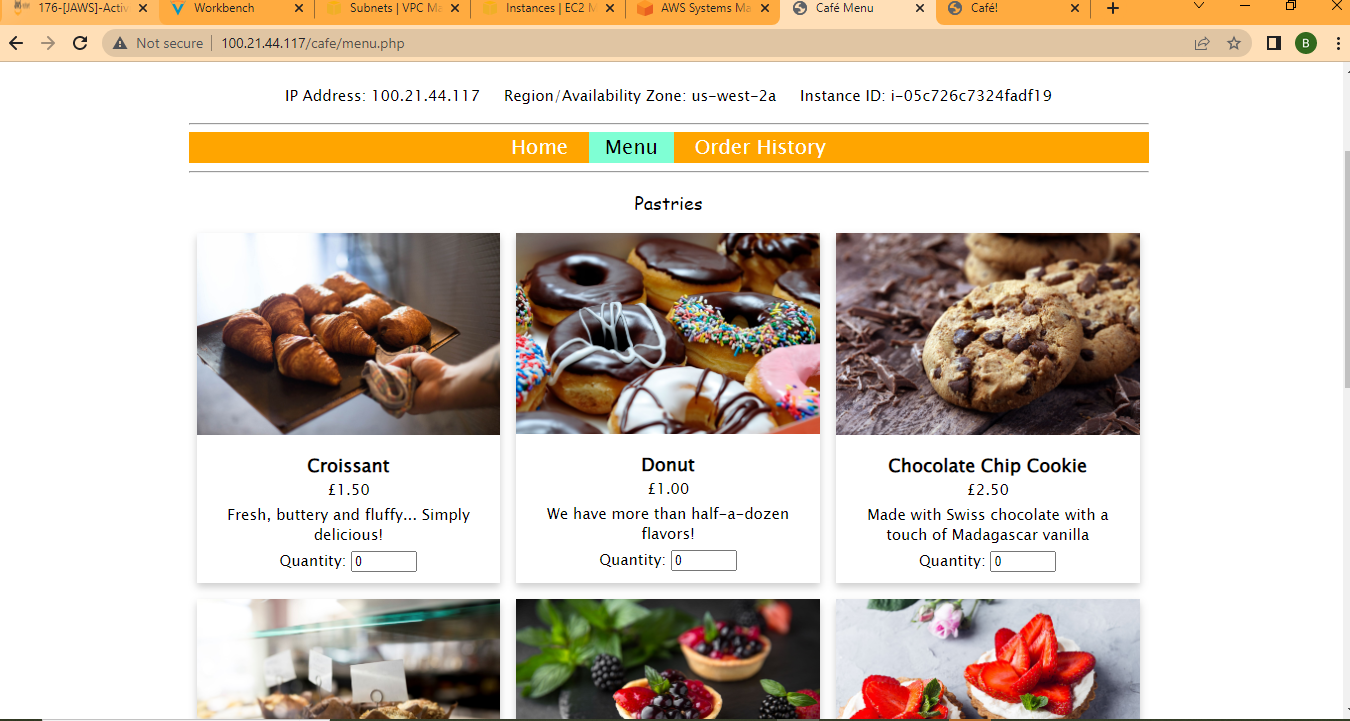 176-[JAWS]-Activ
Workbench
Subnets | VPC Ma
Instances | EC2 M
AWS Systems Ma
Café Menu
Café!
Not secure
100.21.44.117/cafe/menu.php
B
IP Address: 100.21.44.117 Region/Availability Zone: us-west-2a Instance ID: i-05c726c7324fadf19
Home Menu Order History
Pastries
Croissant
£1.50
Fresh, buttery and fluffy... Simply
delicious!
Quantity: 0
Donut
£1.00
We have more than half-a-dozen
flavors!
Quantity: 0
Chocolate Chip Cookie
£2.50
Made with Swiss chocolate with a
touch of Madagascar vanilla
Quantity: 0